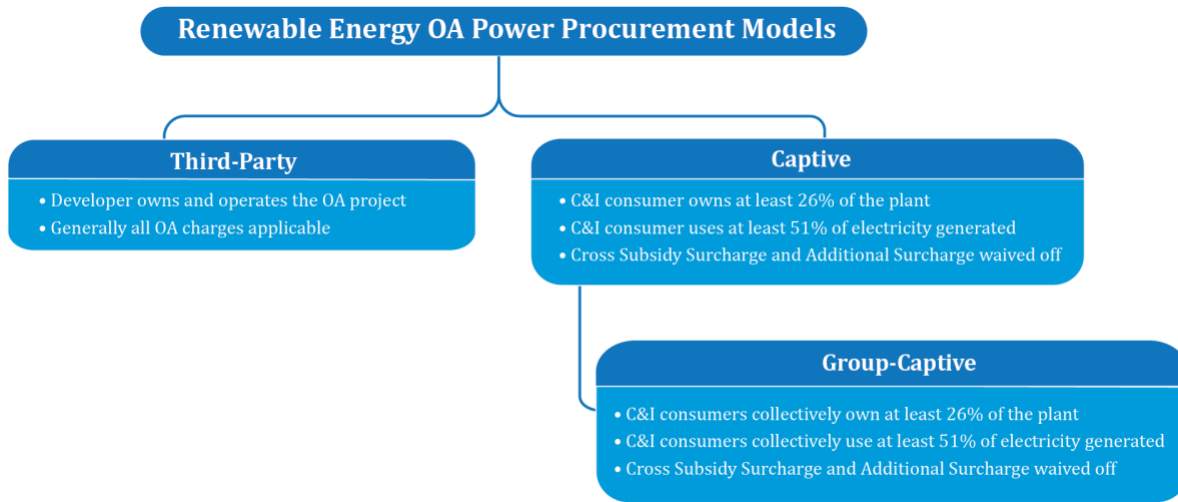 Renewable Energy OA Power Procurement Models
Third-Party
• Developer owns and operates the OA project
• Generally all OA charges applicable
Captive
• C&I consumer owns at least 26% of the plant
• C&I consumer uses at least 51% of electricity generated
• Cross Subsidy Surcharge and Additional Surcharge waived off
Group-Captive
• C&I consumers collectively own at least 26% of the plant
• C&I consumers collectively use at least 51% of electricity generated
• Cross Subsidy Surcharge and Additional Surcharge waived off